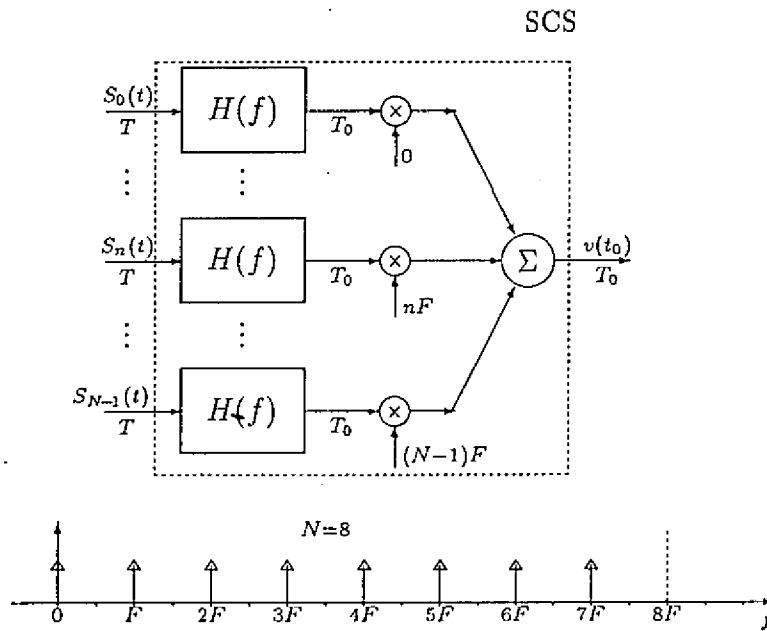 SCS
S_0(t)
T
H(f)
T_0
×
0
⋮
⋮
S_n(t)
T
H(f)
T_0
×
nF
Σ
v(t_0)
T_0
⋮
⋮
S_{N-1}(t)
T
H(f)
T_0
×
(N-1)F
N=8
0 F 2F 3F 4F 5F 6F 7F 8F